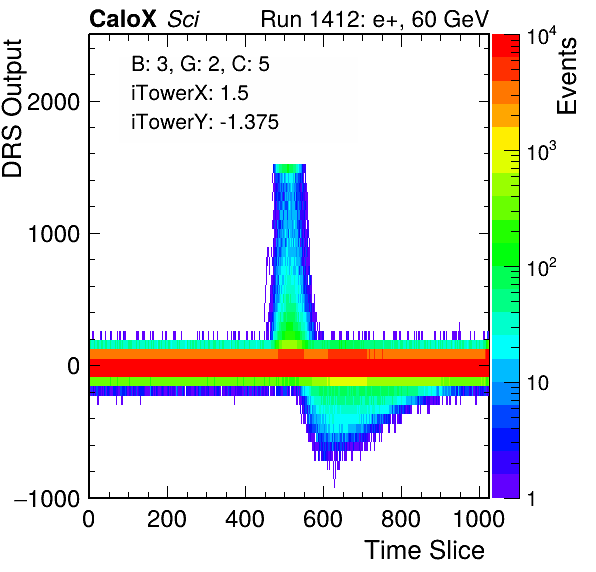 CaloX Sci Run 1412: e+, 60 GeV
B: 3, G: 2, C: 5
iTowerX: 1.5
iTowerY: -1.375
DRS Output
2000
1000
0
−1000
0 200 400 600 800 1000
Time Slice
Events
10^4
10^3
10^2
10
1